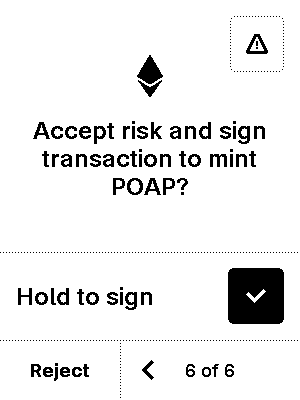 Accept risk and sign
transaction to mint
POAP?
Hold to sign
Reject
6 of 6